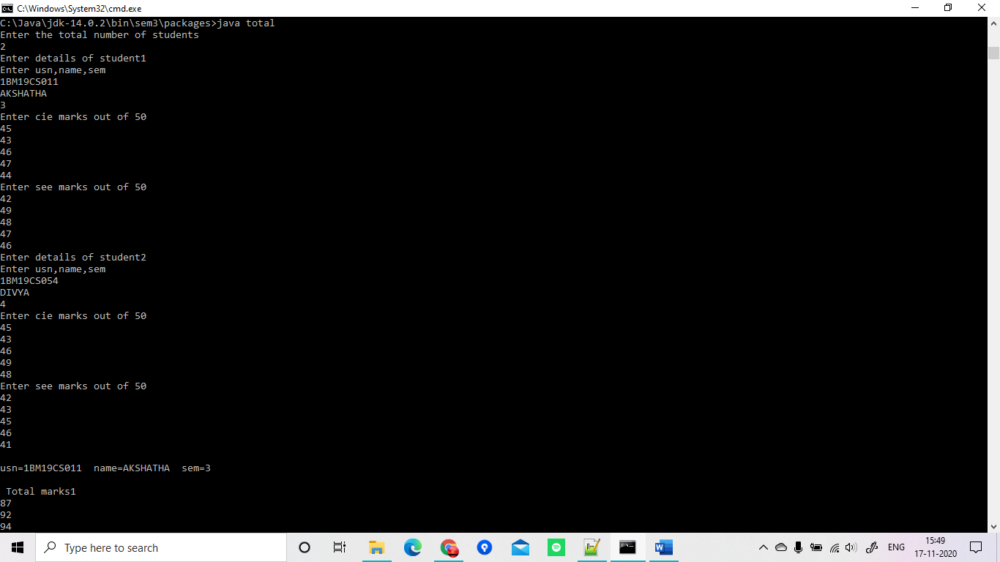 C:\Windows\System32\cmd.exe
C:\Java\jdk-14.0.2\bin\sem3\packages>java total
Enter the total number of students
2
Enter details of student1
Enter usn,name,sem
1BM19CS011
AKSHATHA
3
Enter cie marks out of 50
45
43
46
47
44
Enter see marks out of 50
42
49
48
47
46
Enter details of student2
Enter usn,name,sem
1BM19CS054
DIVYA
4
Enter cie marks out of 50
45
43
46
49
48
Enter see marks out of 50
42
43
45
46
41
usn=1BM19CS011  name=AKSHATHA  sem=3
Total marks1
87
92
94
Type here to search
ENG
15:49
17-11-2020